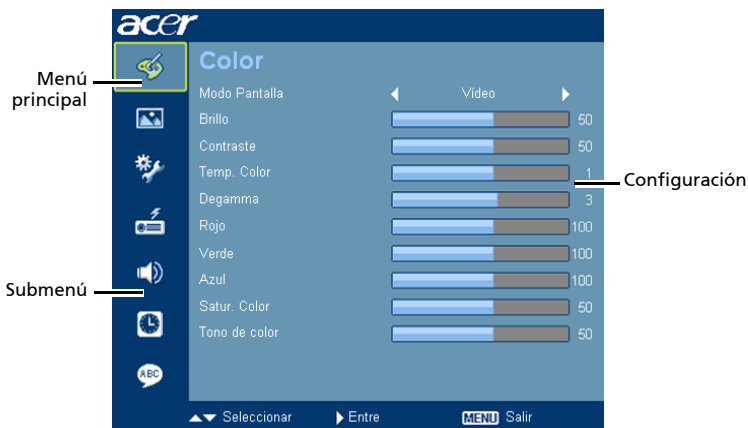 acer
Color
Modo Pantalla Vídeo
Brillo 50
Contraste 50
Temp. Color 1
Degamma 3
Rojo 100
Verde 100
Azul 100
Satur. Color 50
Tono de color 50
ABC
Seleccionar Entre MENU Salir
Menú
principal
Submenú
Configuración